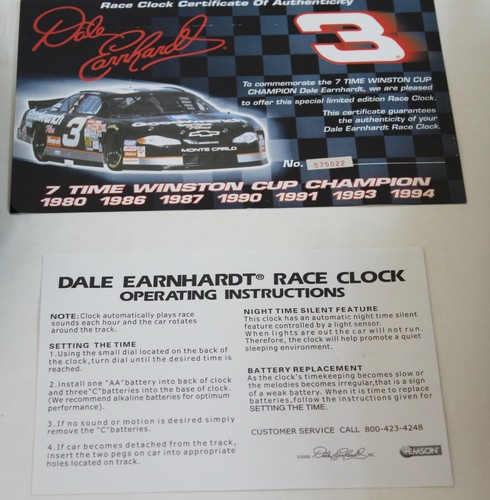 Race Clock Certificate Of Authenticity
Dale
Earnhardt
3
To commemorate the 7 TIME WINSTON CUP
CHAMPION Dale Earnhardt, we are pleased
to offer this special limited edition Race Clock.
This certificate guarantees
the authenticity of your
Dale Earnhardt Race Clock.
3
MONTE CARLO
No. 575022
7 TIME WINSTON CUP CHAMPION
1980 1986 1987 1990 1991 1993 1994
DALE EARNHARDT® RACE CLOCK
OPERATING INSTRUCTIONS
NOTE: Clock automatically plays race
sounds each hour and the car rotates
around the track.
SETTING THE TIME
1.Using the small dial located on the back of
the clock,turn dial until the desired time is
reached.
2.Install one "AA"battery into back of clock
and three"C"batteries into the base of clock.
(We recommend alkaline batteries for optimum
performance).
3.If no sound or motion is desired simply
remove the "C"batteries.
4.If car becomes detached from the track,
insert the two pegs on car into appropriate
holes located on track.
NIGHT TIME SILENT FEATURE
This clock has an automatic night time silent
feature controlled by a light sensor.
When lights are out the car will not run.
Therefore, the clock will help promote a quiet
sleeping environment.
BATTERY REPLACEMENT
As the clock's timekeeping becomes slow or
the melodies becomes irregular,that is a sign
of a weak battery. When it is time to replace
batteries,follow the instructions given for
SETTING THE TIME.
CUSTOMER SERVICE CALL 800-423-4248
Dale Earnhardt INC.
EMSON